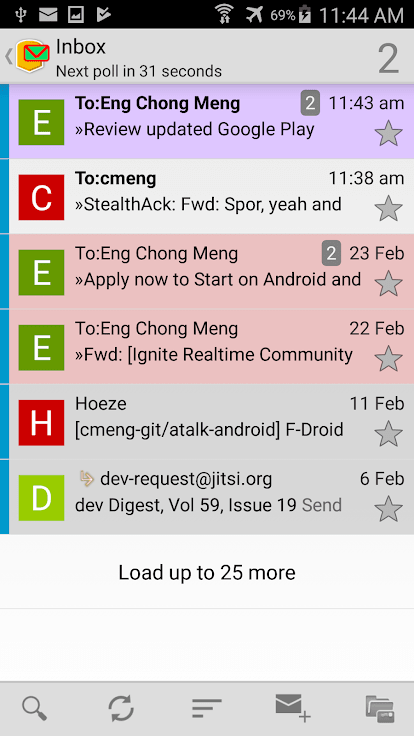 69% 11:44 AM
Inbox
2
Next poll in 31 seconds
E
To:Eng Chong Meng 2 11:43 am
»Review updated Google Play
C
To:cmeng 11:38 am
»StealthAck: Fwd: Spor, yeah and
E
To:Eng Chong Meng 2 23 Feb
»Apply now to Start on Android and
E
To:Eng Chong Meng 22 Feb
»Fwd: [Ignite Realtime Community
H
Hoeze 11 Feb
[cmeng-git/atalk-android] F-Droid
D
dev-request@jitsi.org 6 Feb
dev Digest, Vol 59, Issue 19 Send
Load up to 25 more